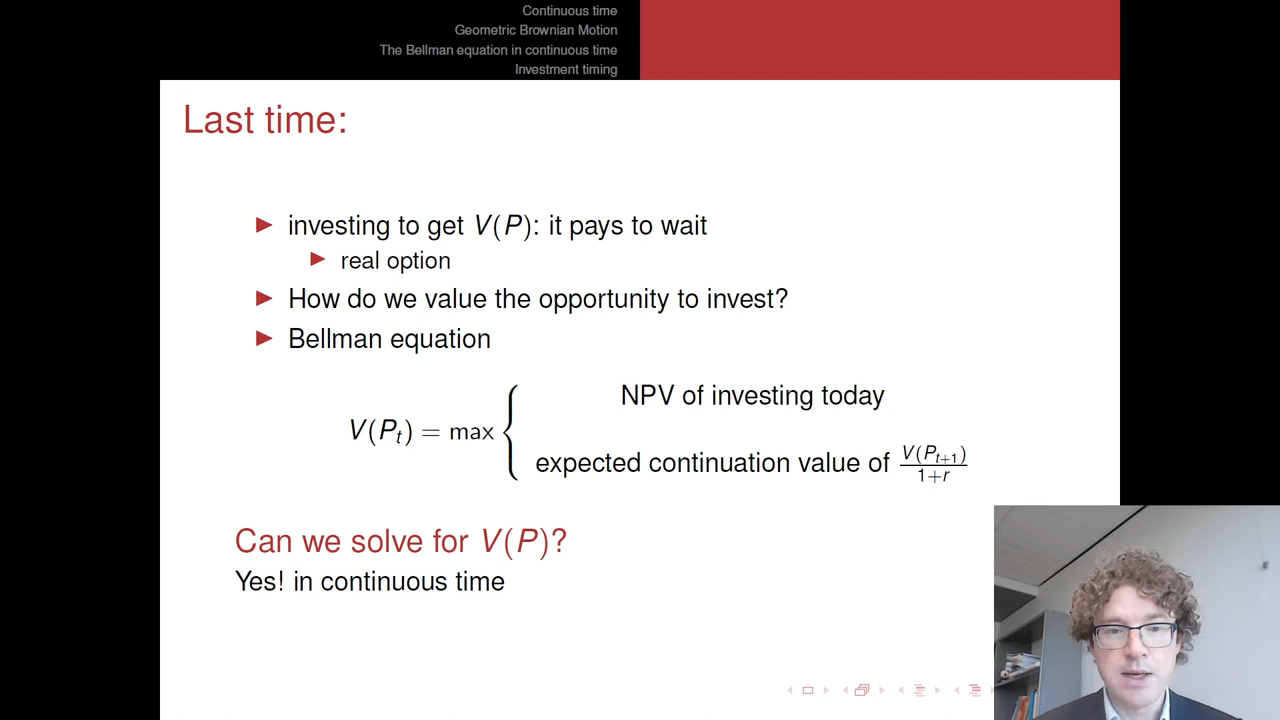 Continuous time
Geometric Brownian Motion
The Bellman equation in continuous time
Investment timing
Last time:
investing to get V(P): it pays to wait
real option
How do we value the opportunity to invest?
Bellman equation
NPV of investing today
V(P_t) = max {
expected continuation value of V(P_{t+1})/(1+r)
Can we solve for V(P)?
Yes! in continuous time